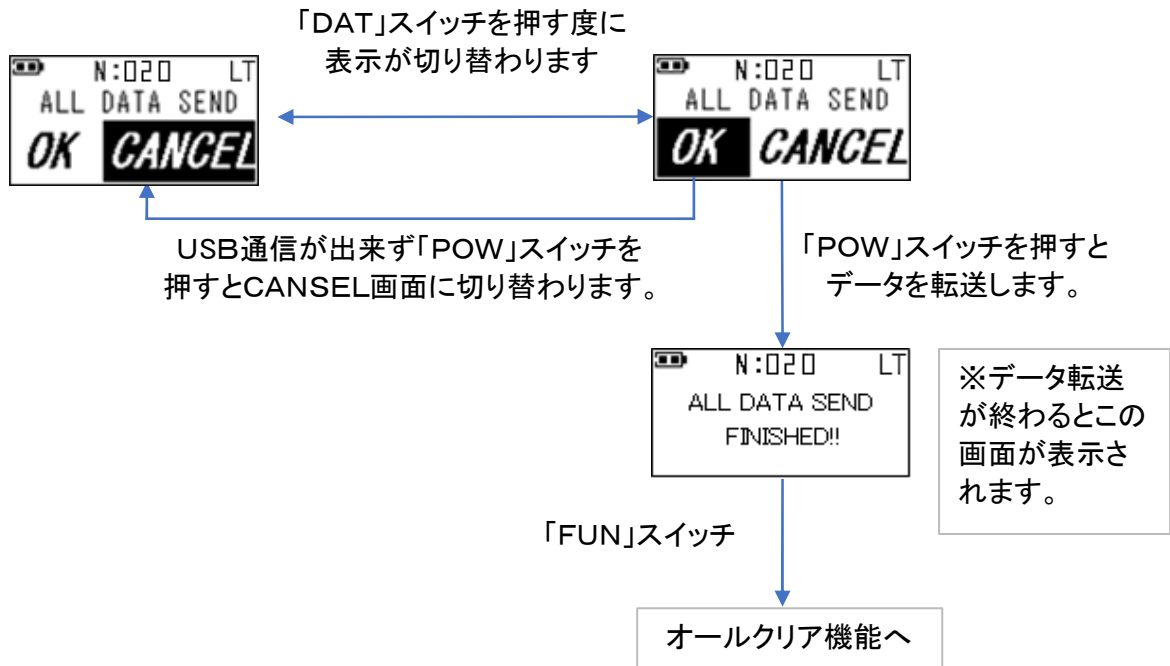 「DAT」スイッチを押す度に
表示が切り替わります
N:020 LT
ALL DATA SEND
OK CANCEL
N:020 LT
ALL DATA SEND
OK CANCEL
USB通信が出来ず「POW」スイッチを
押すとCANSEL画面に切り替わります。
「POW」スイッチを押すと
データを転送します。
N:020 LT
ALL DATA SEND
FINISHED!!
※データ転送
が終わるとこの
画面が表示さ
れます。
「FUN」スイッチ
オールクリア機能へ